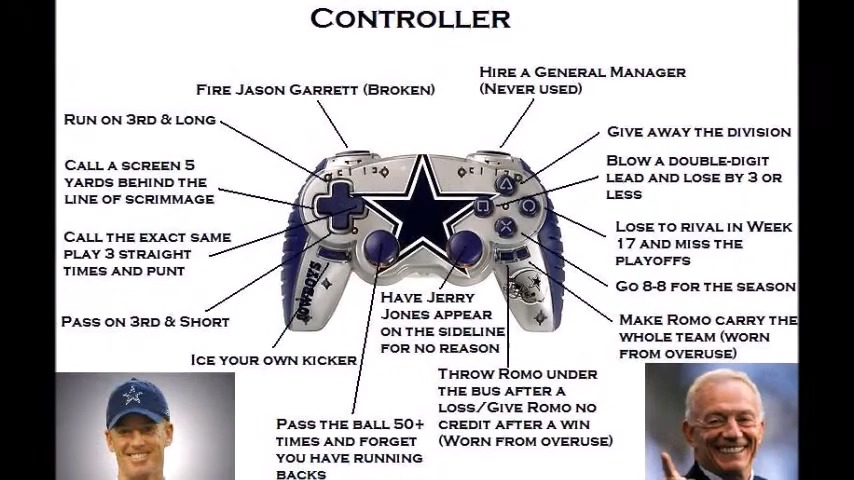 CONTROLLER
HIRE A GENERAL MANAGER
(NEVER USED)
FIRE JASON GARRETT (BROKEN)
RUN ON 3RD & LONG
GIVE AWAY THE DIVISION
CALL A SCREEN 5
YARDS BEHIND THE
LINE OF SCRIMMAGE
BLOW A DOUBLE-DIGIT
LEAD AND LOSE BY 3 OR
LESS
CALL THE EXACT SAME
PLAY 3 STRAIGHT
TIMES AND PUNT
LOSE TO RIVAL IN WEEK
17 AND MISS THE
PLAYOFFS
GO 8-8 FOR THE SEASON
COWBOYS
PASS ON 3RD & SHORT
HAVE JERRY
JONES APPEAR
ON THE SIDELINE
FOR NO REASON
MAKE ROMO CARRY THE
WHOLE TEAM (WORN
FROM OVERUSE)
ICE YOUR OWN KICKER
THROW ROMO UNDER
THE BUS AFTER A
LOSS/GIVE ROMO NO
CREDIT AFTER A WIN
(WORN FROM OVERUSE)
PASS THE BALL 50+
TIMES AND FORGET
YOU HAVE RUNNING
BACKS